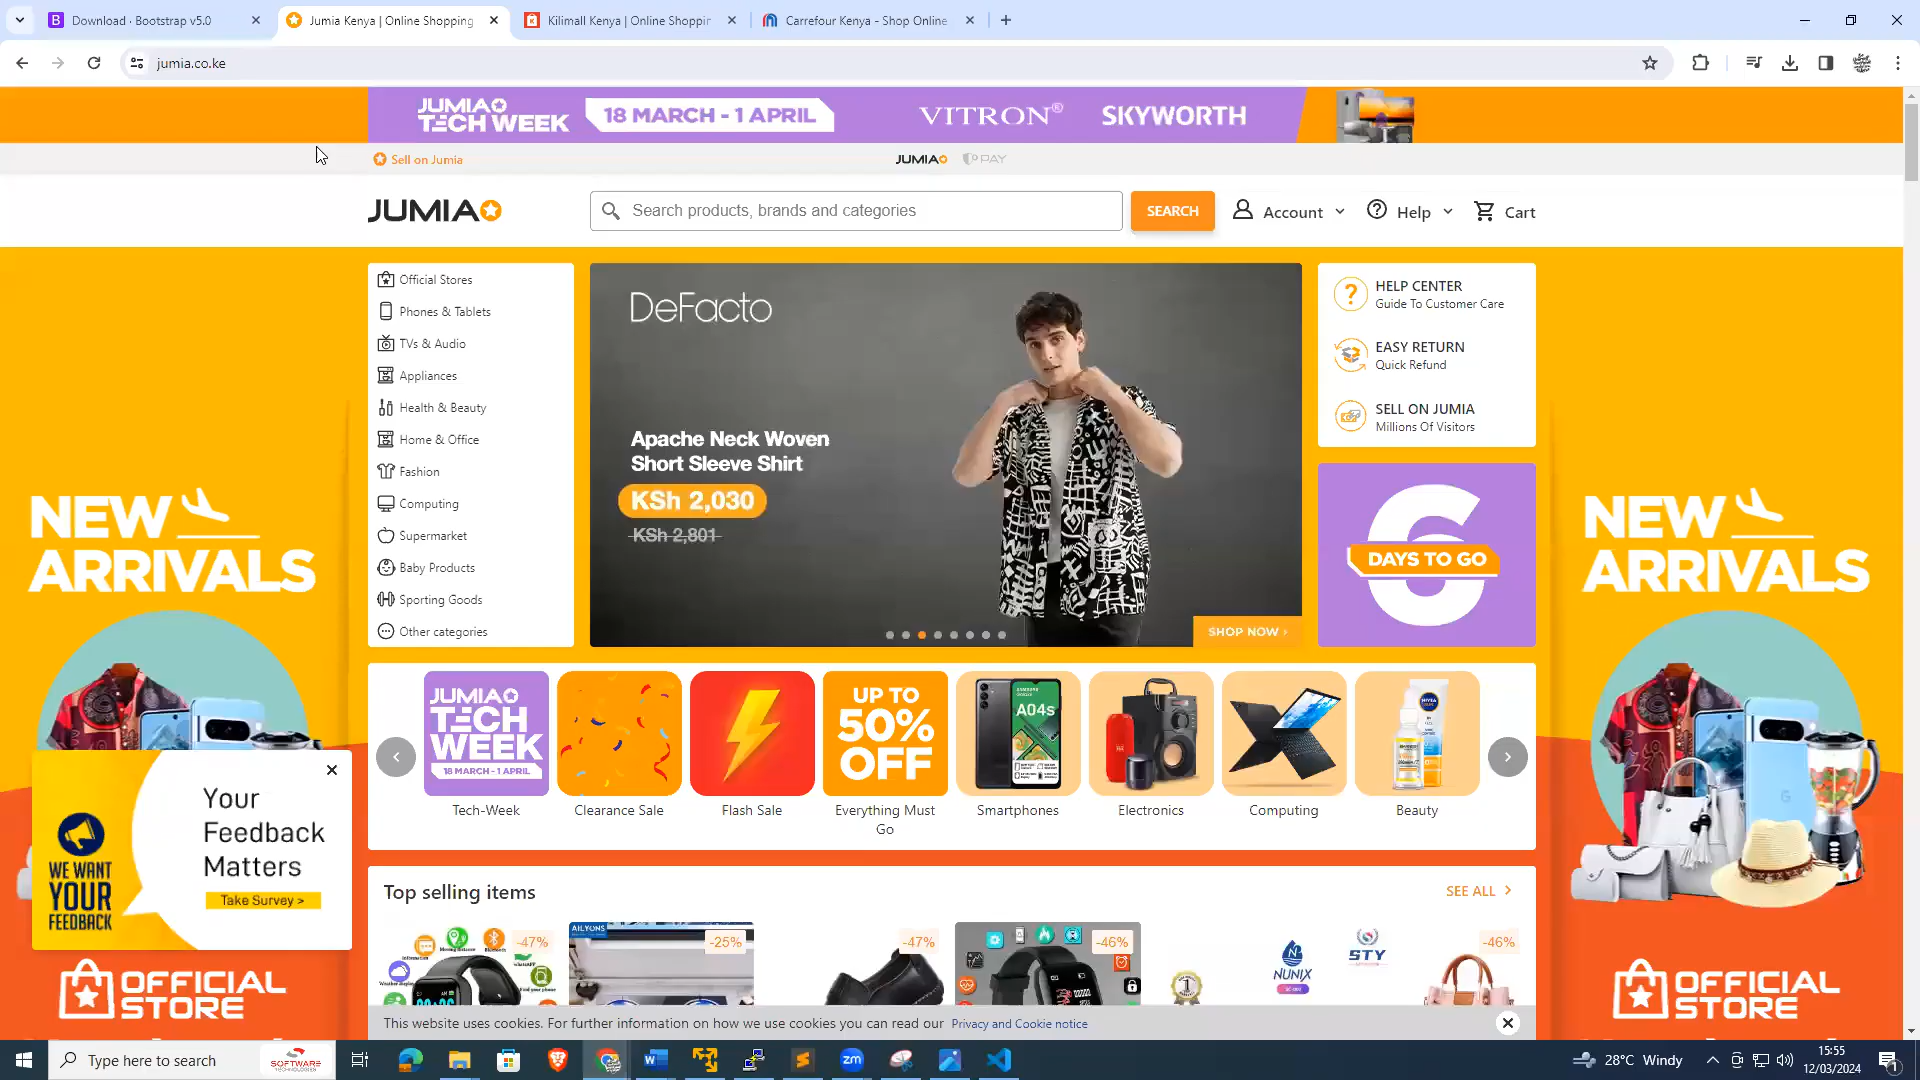 Download · Bootstrap v5.0
Jumia Kenya | Online Shopping
Kilimall Kenya | Online Shoppin
Carrefour Kenya - Shop Online
jumia.co.ke
JUMIA
TECH WEEK
18 MARCH - 1 APRIL
VITRON®
SKYWORTH
Sell on Jumia
JUMIA
PAY
JUMIA
Search products, brands and categories
SEARCH
Account
Help
Cart
Official Stores
Phones & Tablets
TVs & Audio
Appliances
Health & Beauty
Home & Office
Fashion
Computing
Supermarket
Baby Products
Sporting Goods
Other categories
DeFacto
Apache Neck Woven
Short Sleeve Shirt
KSh 2,030
KSh 2,801
SHOP NOW ›
HELP CENTER
Guide To Customer Care
EASY RETURN
Quick Refund
SELL ON JUMIA
Millions Of Visitors
6
DAYS TO GO
NEW
ARRIVALS
NEW
ARRIVALS
JUMIA
TECH
WEEK
18 MARCH - 1 APRIL
UP TO
50%
OFF
A04s
Tech-Week
Clearance Sale
Flash Sale
Everything Must
Go
Smartphones
Electronics
Computing
Beauty
WE WANT
YOUR
FEEDBACK
Your
Feedback
Matters
Take Survey >
OFFICIAL
STORE
OFFICIAL
STORE
Top selling items
SEE ALL
-47%
AILYONS
-25%
-47%
-46%
NUNIX
STY
-46%
This website uses cookies. For further information on how we use cookies you can read our Privacy and Cookie notice
Type here to search
SOFTWARE
28°C Windy
15:55
12/03/2024